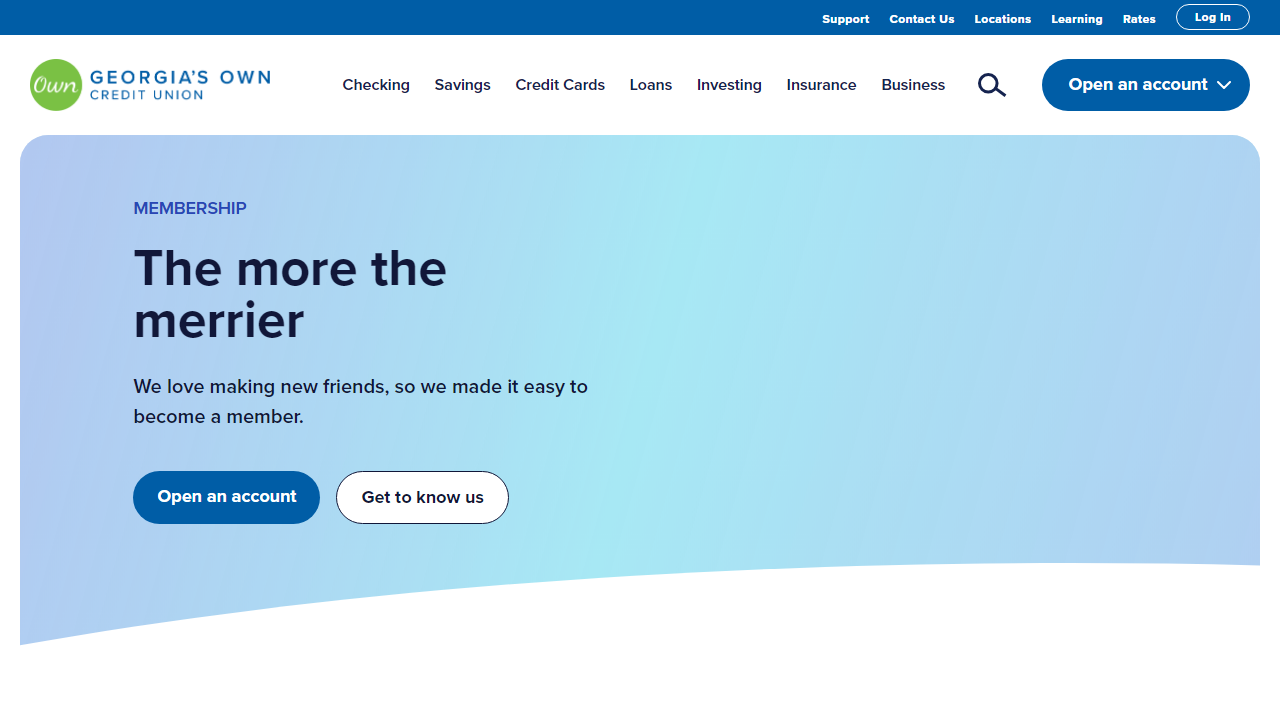 Support Contact Us Locations Learning Rates Log In
Own GEORGIA'S OWN
CREDIT UNION
Checking Savings Credit Cards Loans Investing Insurance Business Open an account
MEMBERSHIP
The more the
merrier
We love making new friends, so we made it easy to
become a member.
Open an account Get to know us